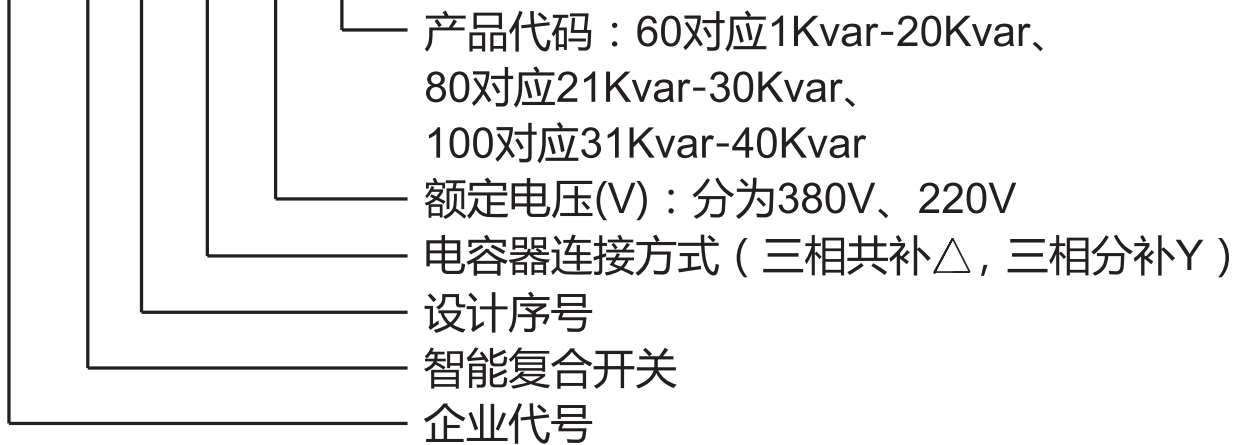 产品代码：60对应1Kvar-20Kvar、
80对应21Kvar-30Kvar、
100对应31Kvar-40Kvar
额定电压(V)：分为380V、220V
电容器连接方式（三相共补△, 三相分补Y）
设计序号
智能复合开关
企业代号